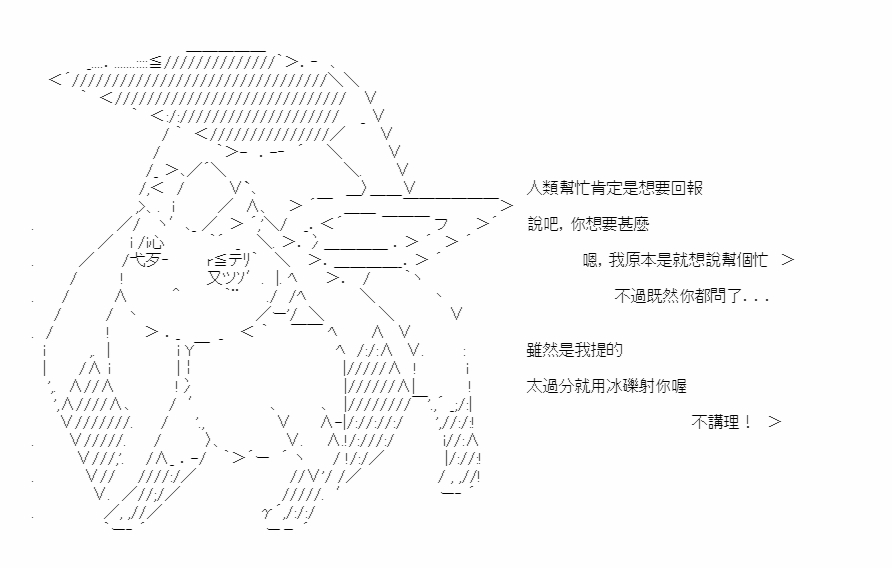 人類幫忙肯定是想要回報
說吧, 你想要甚麼
嗯, 我原本是就想說幫個忙 ＞
不過既然你都問了．．．
雖然是我提的
太過分就用冰礫射你喔
不講理！ ＞